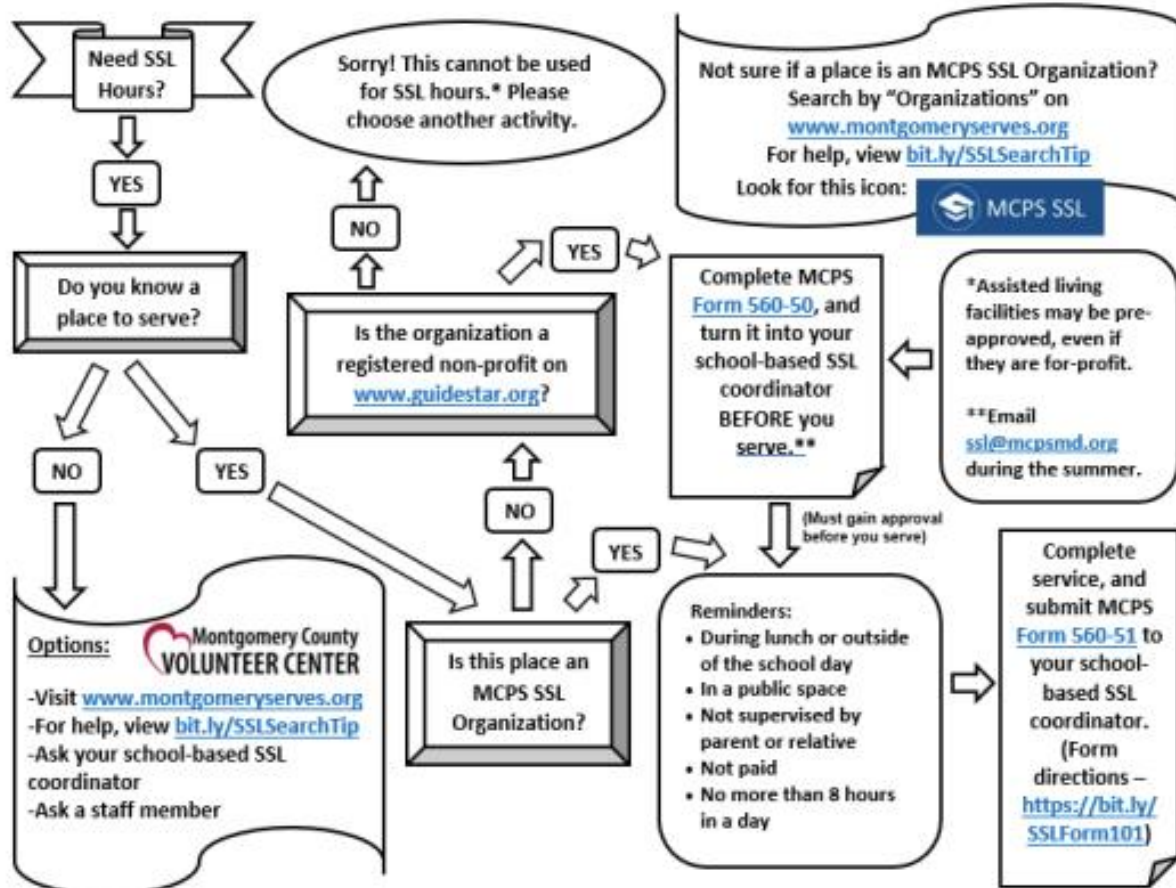 Need SSL
Hours?
YES
Do you know a
place to serve?
NO
YES
Options:
Montgomery County
VOLUNTEER CENTER
-Visit www.montgomeryserves.org
-For help, view bit.ly/SSLSearchTip
-Ask your school-based SSL
coordinator
-Ask a staff member
Is this place an
MCPS SSL
Organization?
NO
YES
Is the organization a
registered non-profit on
www.guidestar.org?
NO
YES
Sorry! This cannot be used
for SSL hours.* Please
choose another activity.
Not sure if a place is an MCPS SSL Organization?
Search by “Organizations” on
www.montgomeryserves.org
For help, view bit.ly/SSLSearchTip
Look for this icon:
MCPS SSL
Complete MCPS
Form 560-50, and
turn it into your
school-based SSL
coordinator
BEFORE you
serve.**
*Assisted living
facilities may be pre-
approved, even if
they are for-profit.
**Email
ssl@mcpsmd.org
during the summer.
(Must gain approval
before you serve)
Reminders:
• During lunch or outside
of the school day
• In a public space
• Not supervised by
parent or relative
• Not paid
• No more than 8 hours
in a day
Complete
service, and
submit MCPS
Form 560-51 to
your school-
based SSL
coordinator.
(Form
directions –
https://bit.ly/
SSLForm101)